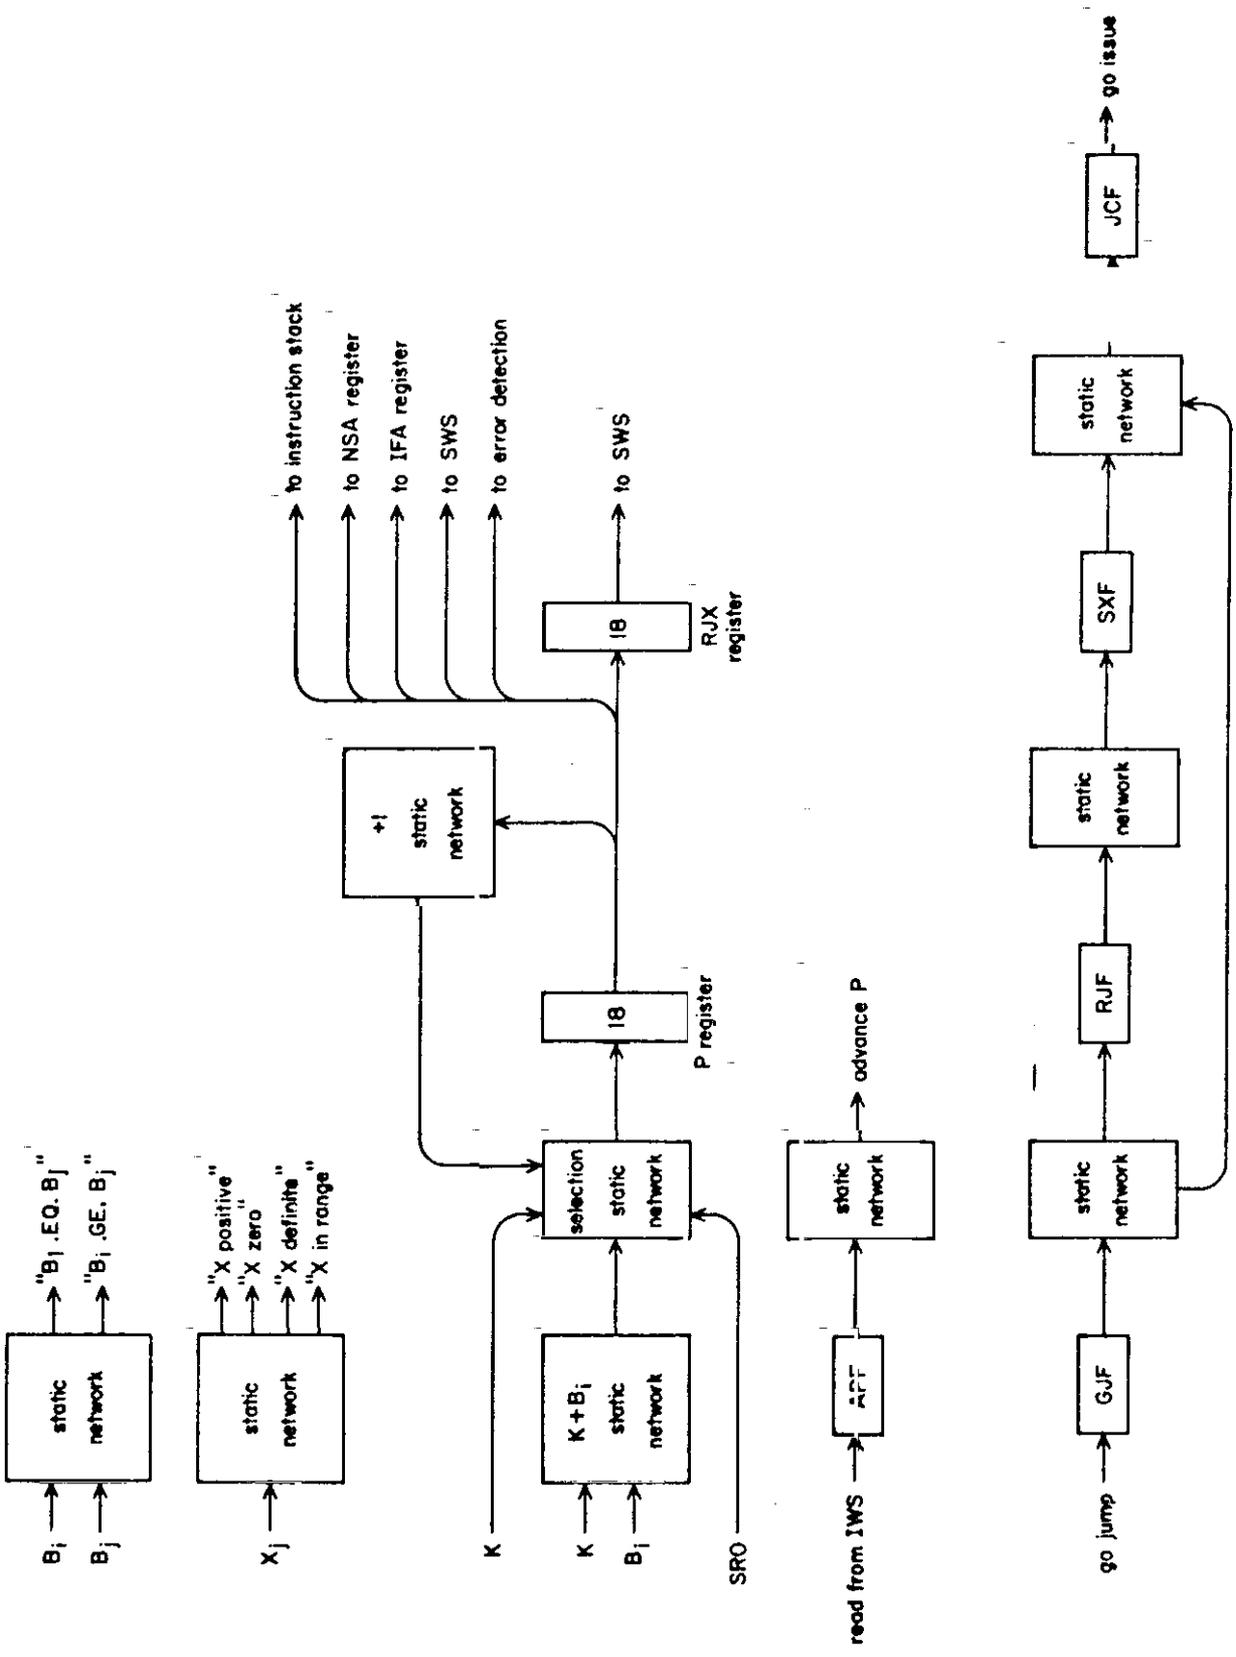 Bi
Bj
static
network
"Bi .EQ. Bj"
"Bi .GE. Bj"
Xj
static
network
"X positive"
"X zero"
"X definite"
"X in range"
+1
static
network
to instruction stack
to NSA register
to IFA register
to SWS
to error detection
K
K
Bi
K+Bi
static
network
SRO
selection
static
network
18
P register
18
RJX
register
to SWS
read from IWS
static
network
advance P
go jump
GJF
static
network
RJF
static
network
SXF
static
network
JCF
go issue